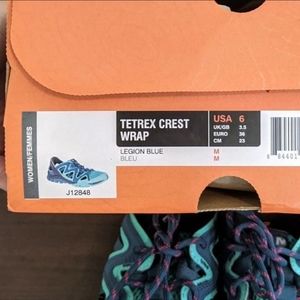 WOMEN/FEMMES
J12848
TETREX CREST
WRAP
LEGION BLUE
BLEU
USA 6
UK/GB 3.5
EURO 36
CM 23
M
M